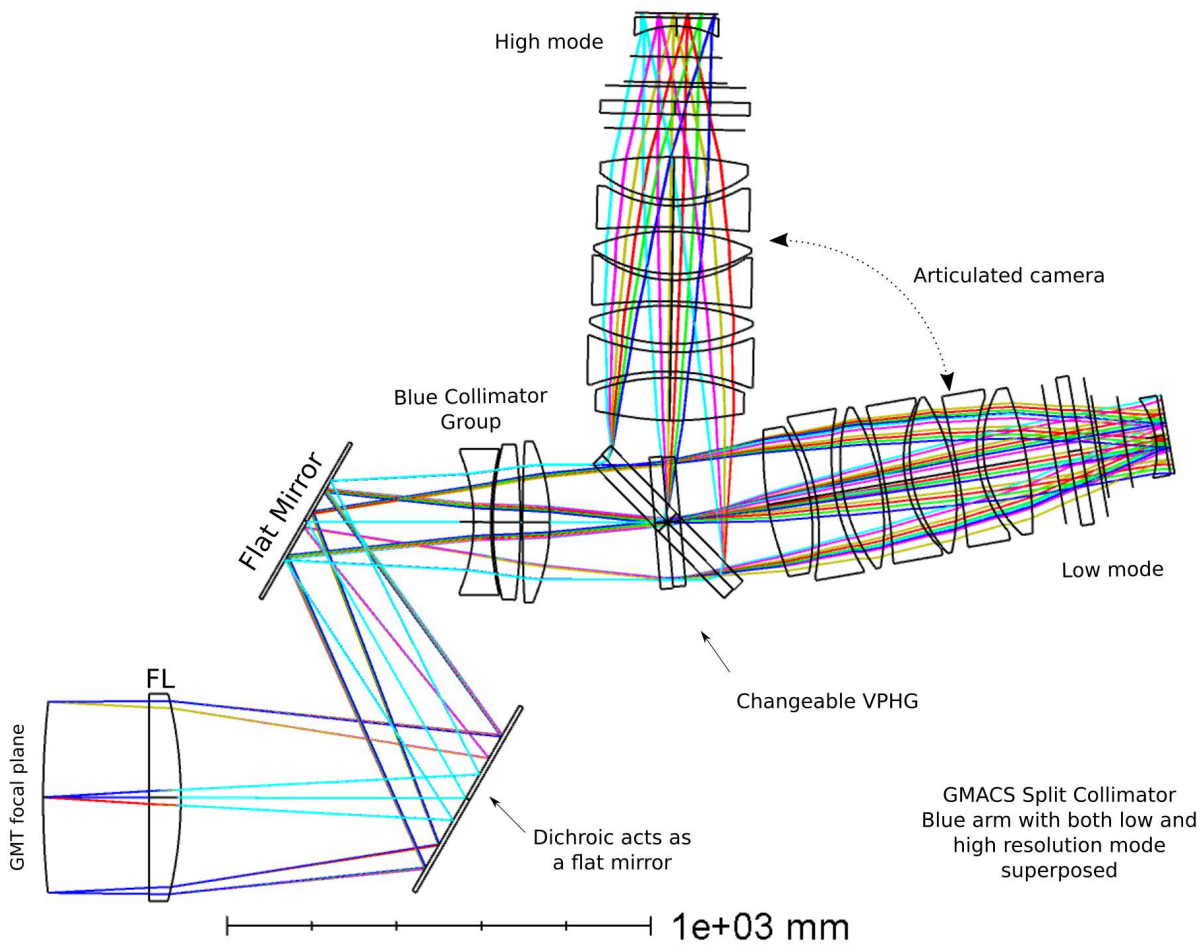 High mode
Articulated camera
Blue Collimator
Group
Flat Mirror
Low mode
FL
Changeable VPHG
GMT focal plane
Dichroic acts as
a flat mirror
GMACS Split Collimator
Blue arm with both low and
high resolution mode
superposed
1e+03 mm